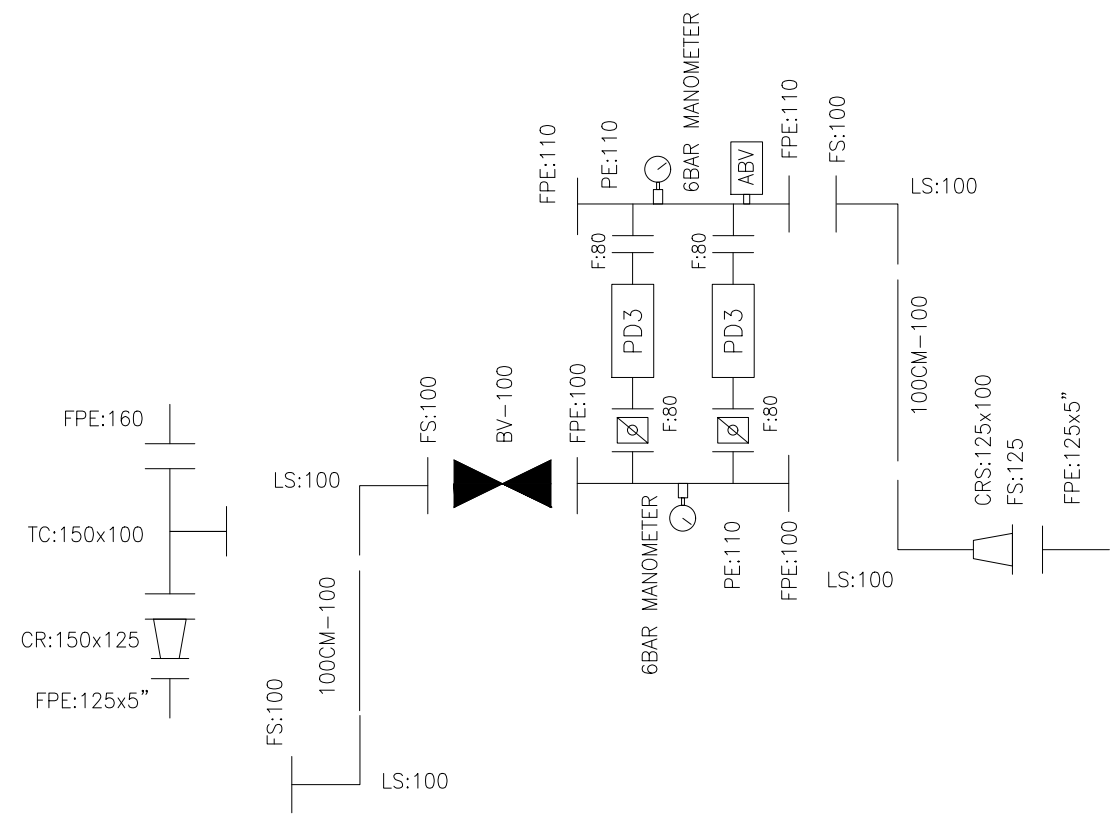 FPE:160
TC:150x100
CR:150x125
FPE:125x5”
FS:100
LS:100
100CM-100
LS:100
FS:100
BV-100
FPE:100
F:80
F:80
PD3
PD3
F:80
F:80
FPE:110
PE:110
6BAR MANOMETER
ABV
FPE:110
6BAR MANOMETER
PE:110
FPE:100
FS:100
LS:100
100CM-100
LS:100
CRS:125x100
FS:125
FPE:125x5”